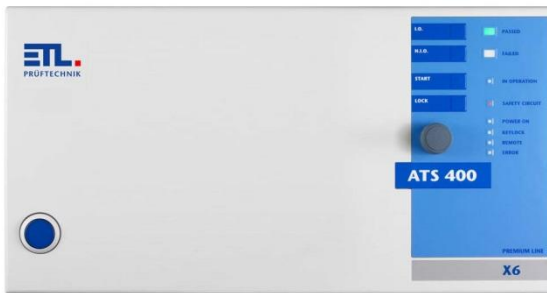 ETL.
PRÜFTECHNIK
I.O.
N.I.O.
START
LOCK
PASSED
FAILED
IN OPERATION
SAFETY CIRCUIT
POWER ON
KEYLOCK
REMOTE
ERROR
ATS 400
PREMIUM LINE
X6